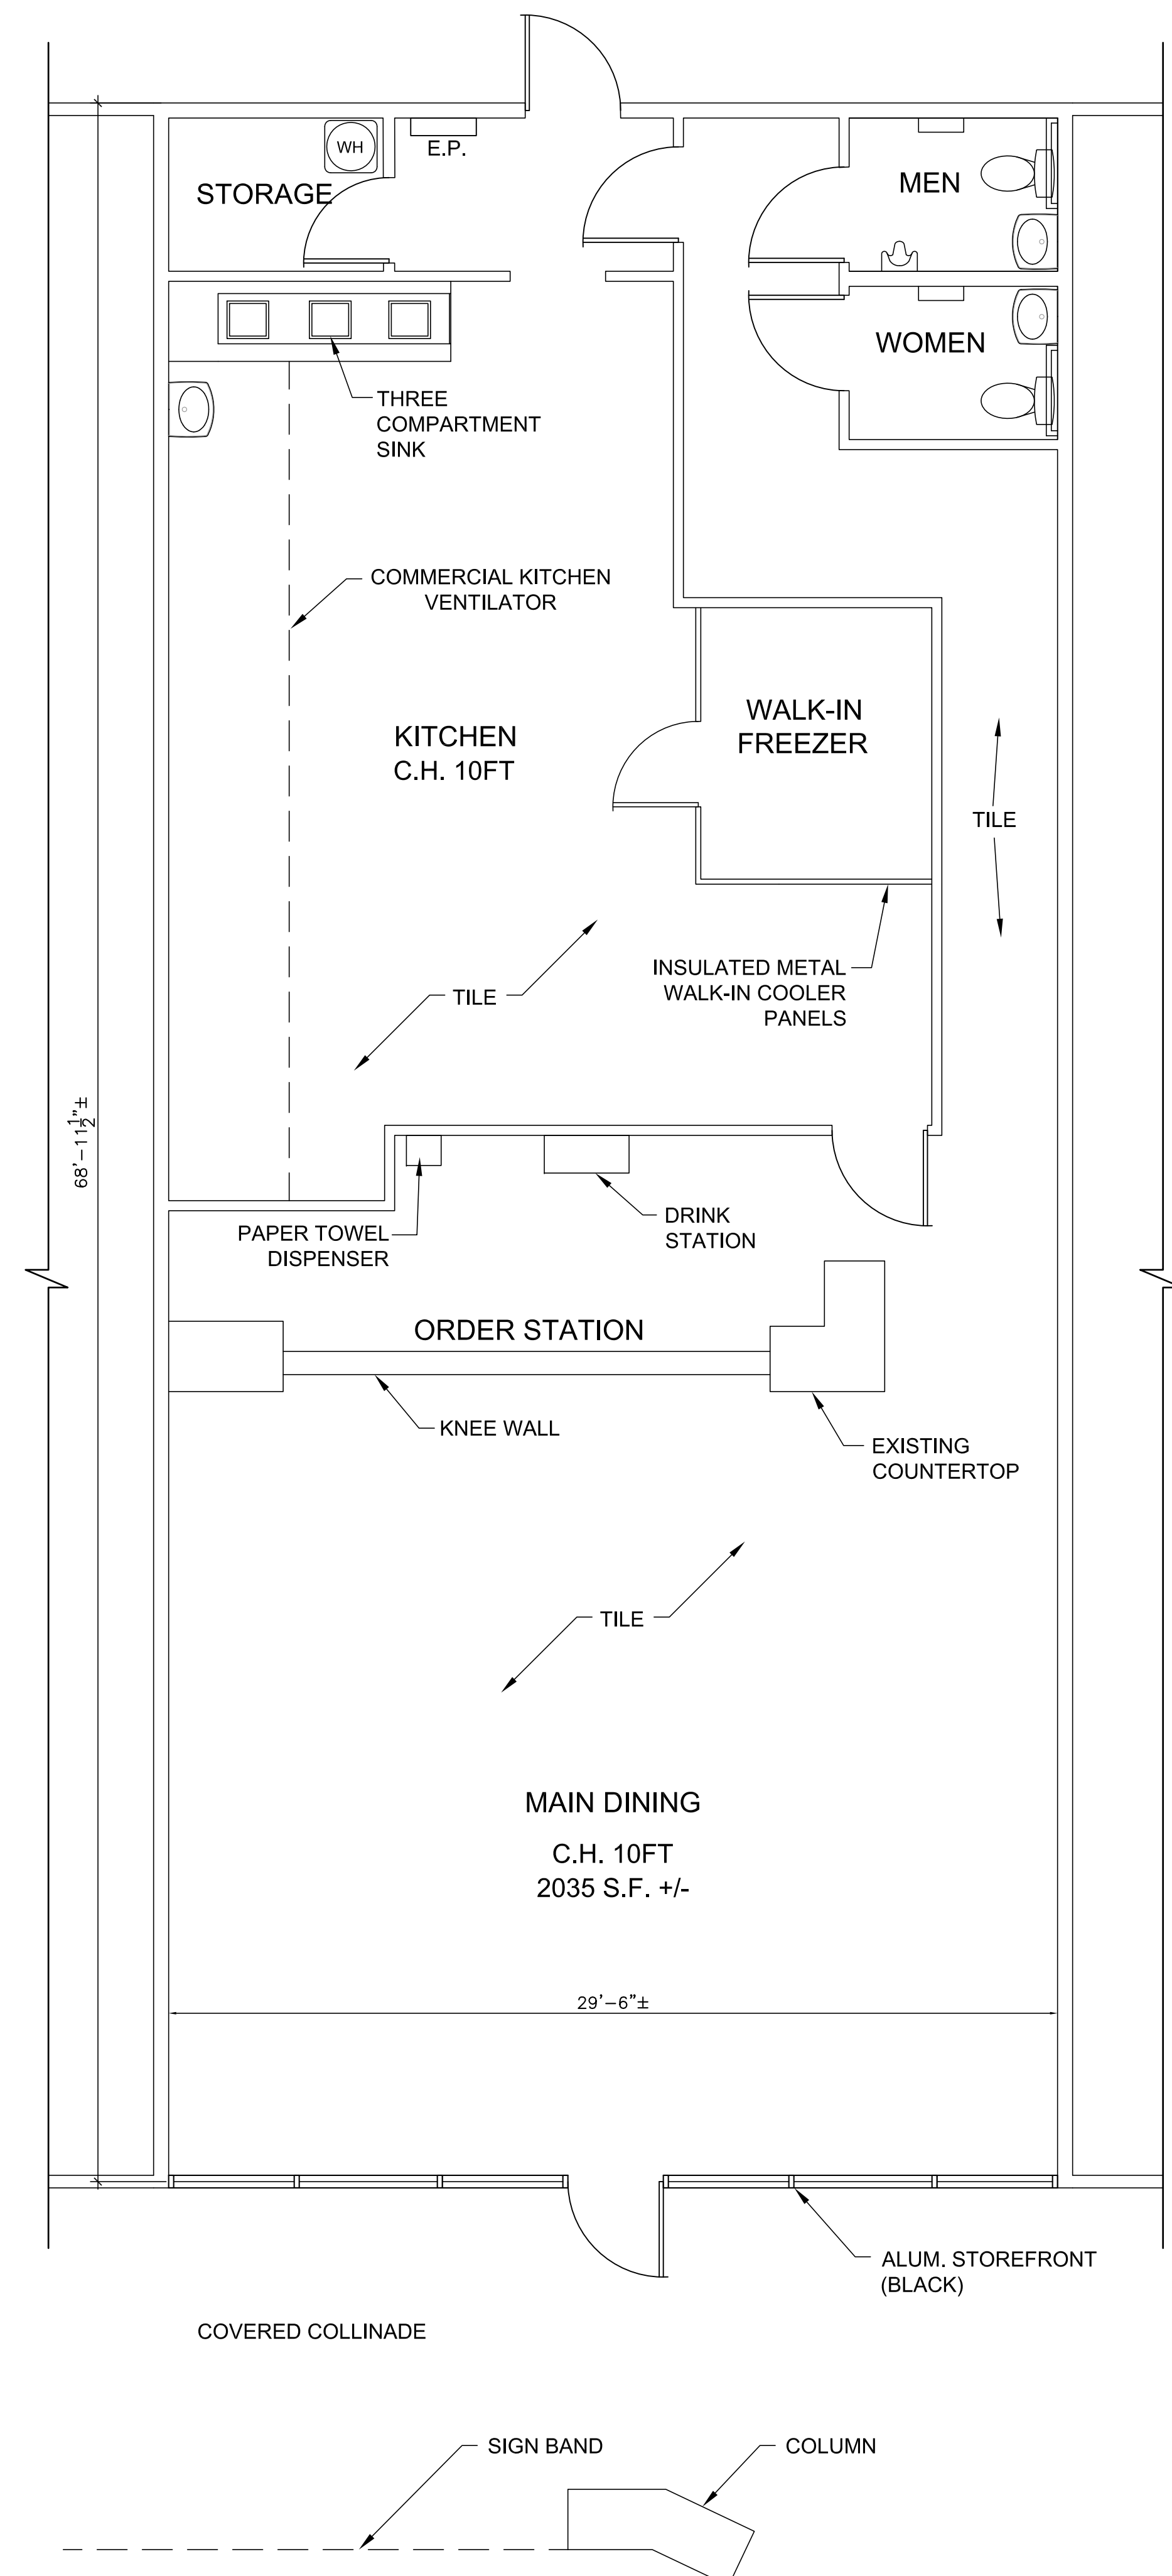 WH
E.P.
STORAGE
MEN
WOMEN
THREE
COMPARTMENT
SINK
COMMERCIAL KITCHEN
VENTILATOR
WALK-IN
FREEZER
KITCHEN
C.H. 10FT
TILE
INSULATED METAL
WALK-IN COOLER
PANELS
TILE
68'-11 1/2"±
PAPER TOWEL
DISPENSER
DRINK
STATION
ORDER STATION
KNEE WALL
EXISTING
COUNTERTOP
TILE
MAIN DINING
C.H. 10FT
2035 S.F. +/-
29'-6"±
ALUM. STOREFRONT
(BLACK)
COVERED COLLINADE
SIGN BAND
COLUMN